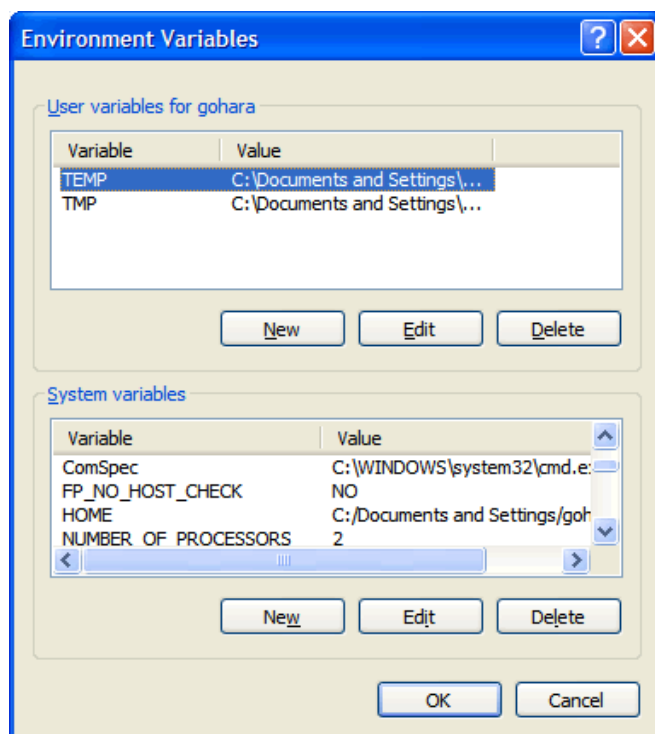 Environment Variables
User variables for gohara
Variable Value
TEMP C:\Documents and Settings\...
TMP C:\Documents and Settings\...
New Edit Delete
System variables
Variable Value
ComSpec C:\WINDOWS\system32\cmd.e
FP_NO_HOST_CHECK NO
HOME C:/Documents and Settings/goh
NUMBER_OF_PROCESSORS 2
New Edit Delete
OK Cancel